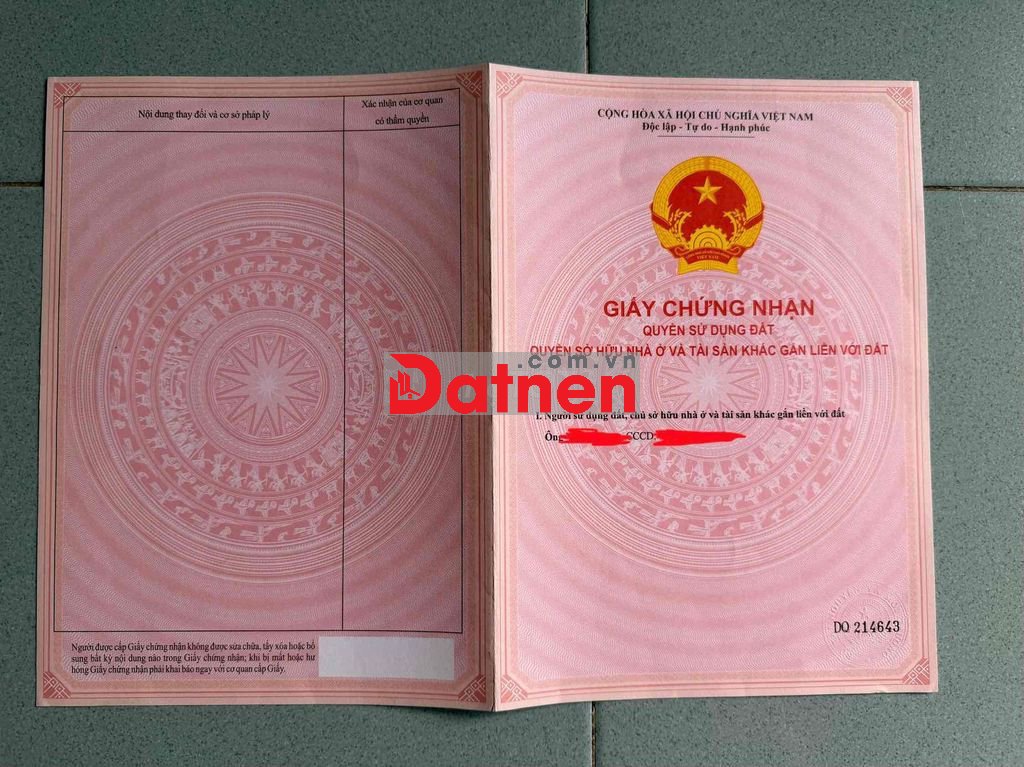 Nội dung thay đổi và cơ sở pháp lý
Xác nhận của cơ quan
có thẩm quyền
Người được cấp Giấy chứng nhận không được sửa chữa, tẩy xóa hoặc bổ
sung bất kỳ nội dung nào trong Giấy chứng nhận; khi bị mất hoặc hư
hỏng Giấy chứng nhận phải khai báo ngay với cơ quan cấp Giấy.
CỘNG HÒA XÃ HỘI CHỦ NGHĨA VIỆT NAM
Độc lập - Tự do - Hạnh phúc
VIỆT NAM
GIẤY CHỨNG NHẬN
QUYỀN SỬ DỤNG ĐẤT
QUYỀN SỞ HỮU NHÀ Ở VÀ TÀI SẢN KHÁC GẮN LIỀN VỚI ĐẤT
.com.vn
Datnen
I. Người sử dụng đất, chủ sở hữu nhà ở và tài sản khác gắn liền với đất
Ông CCCD:
DQ 214643